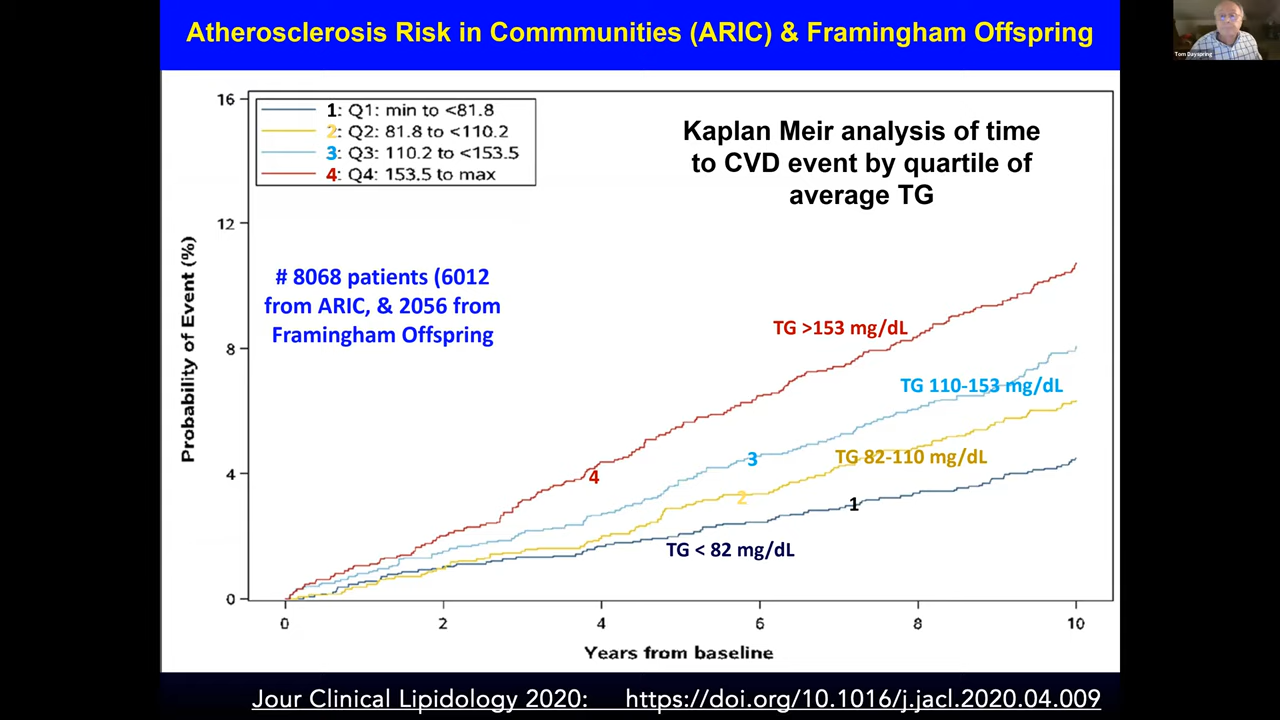 Atherosclerosis Risk in Commmunities (ARIC) & Framingham Offspring
Tom Dayspring
16
12
8
4
0
Probability of Event (%)
1: Q1: min to <81.8
2: Q2: 81.8 to <110.2
3: Q3: 110.2 to <153.5
4: Q4: 153.5 to max
Kaplan Meir analysis of time
to CVD event by quartile of
average TG
# 8068 patients (6012
from ARIC, & 2056 from
Framingham Offspring
TG >153 mg/dL
TG 110-153 mg/dL
TG 82-110 mg/dL
TG < 82 mg/dL
4
3
2
1
0 2 4 6 8 10
Years from baseline
Jour Clinical Lipidology 2020: https://doi.org/10.1016/j.jacl.2020.04.009